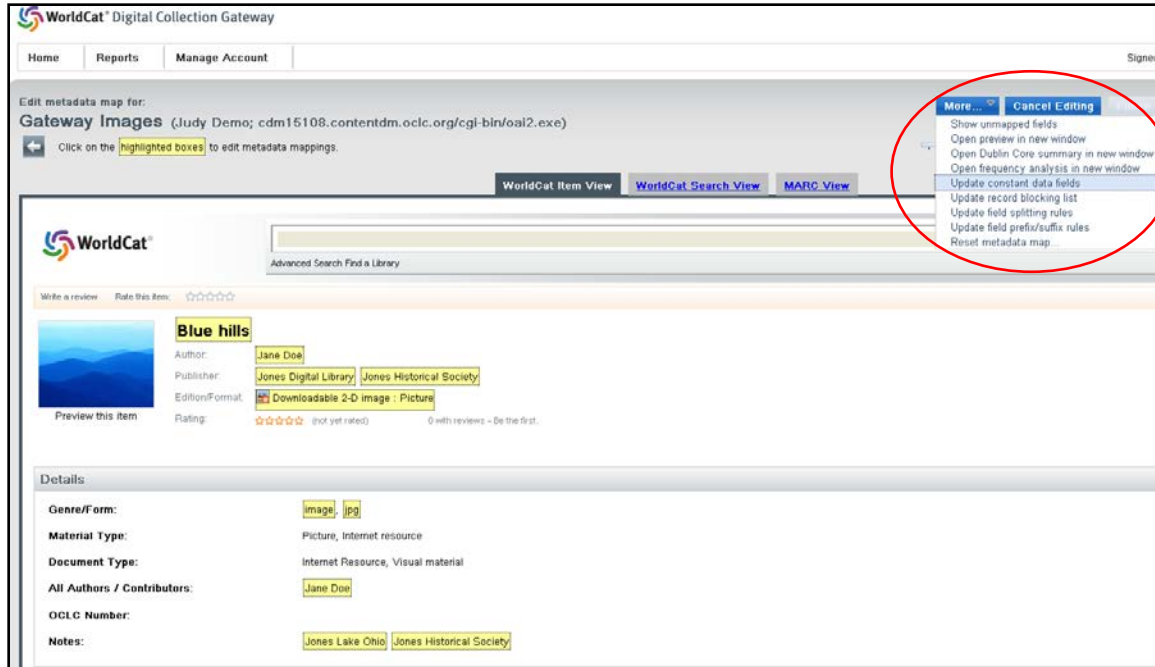 WorldCat® Digital Collection Gateway
Home Reports Manage Account
Edit metadata map for:
Gateway Images (Judy Demo; cdm15108.contentdm.oclc.org/cgi-bin/oai2.exe)
Click on the highlighted boxes to edit metadata mappings.
More... Cancel Editing
Show unmapped fields
Open preview in new window
Open Dublin Core summary in new window
Open frequency analysis in new window
Update constant data fields
Update record blocking list
Update field splitting rules
Update field prefix/suffix rules
Reset metadata map...
WorldCat Item View WorldCat Search View MARC View
WorldCat®
Advanced Search Find a Library
Write a review Rate this item:
Blue hills
Author: Jane Doe
Publisher: Jones Digital Library Jones Historical Society
Edition/Format: Downloadable 2-D image : Picture
Rating: (not yet rated) 0 with reviews - Be the first.
Preview this item
Details
Genre/Form: image, jpg
Material Type: Picture, Internet resource
Document Type: Internet Resource, Visual material
All Authors / Contributors: Jane Doe
OCLC Number:
Notes: Jones Lake Ohio Jones Historical Society